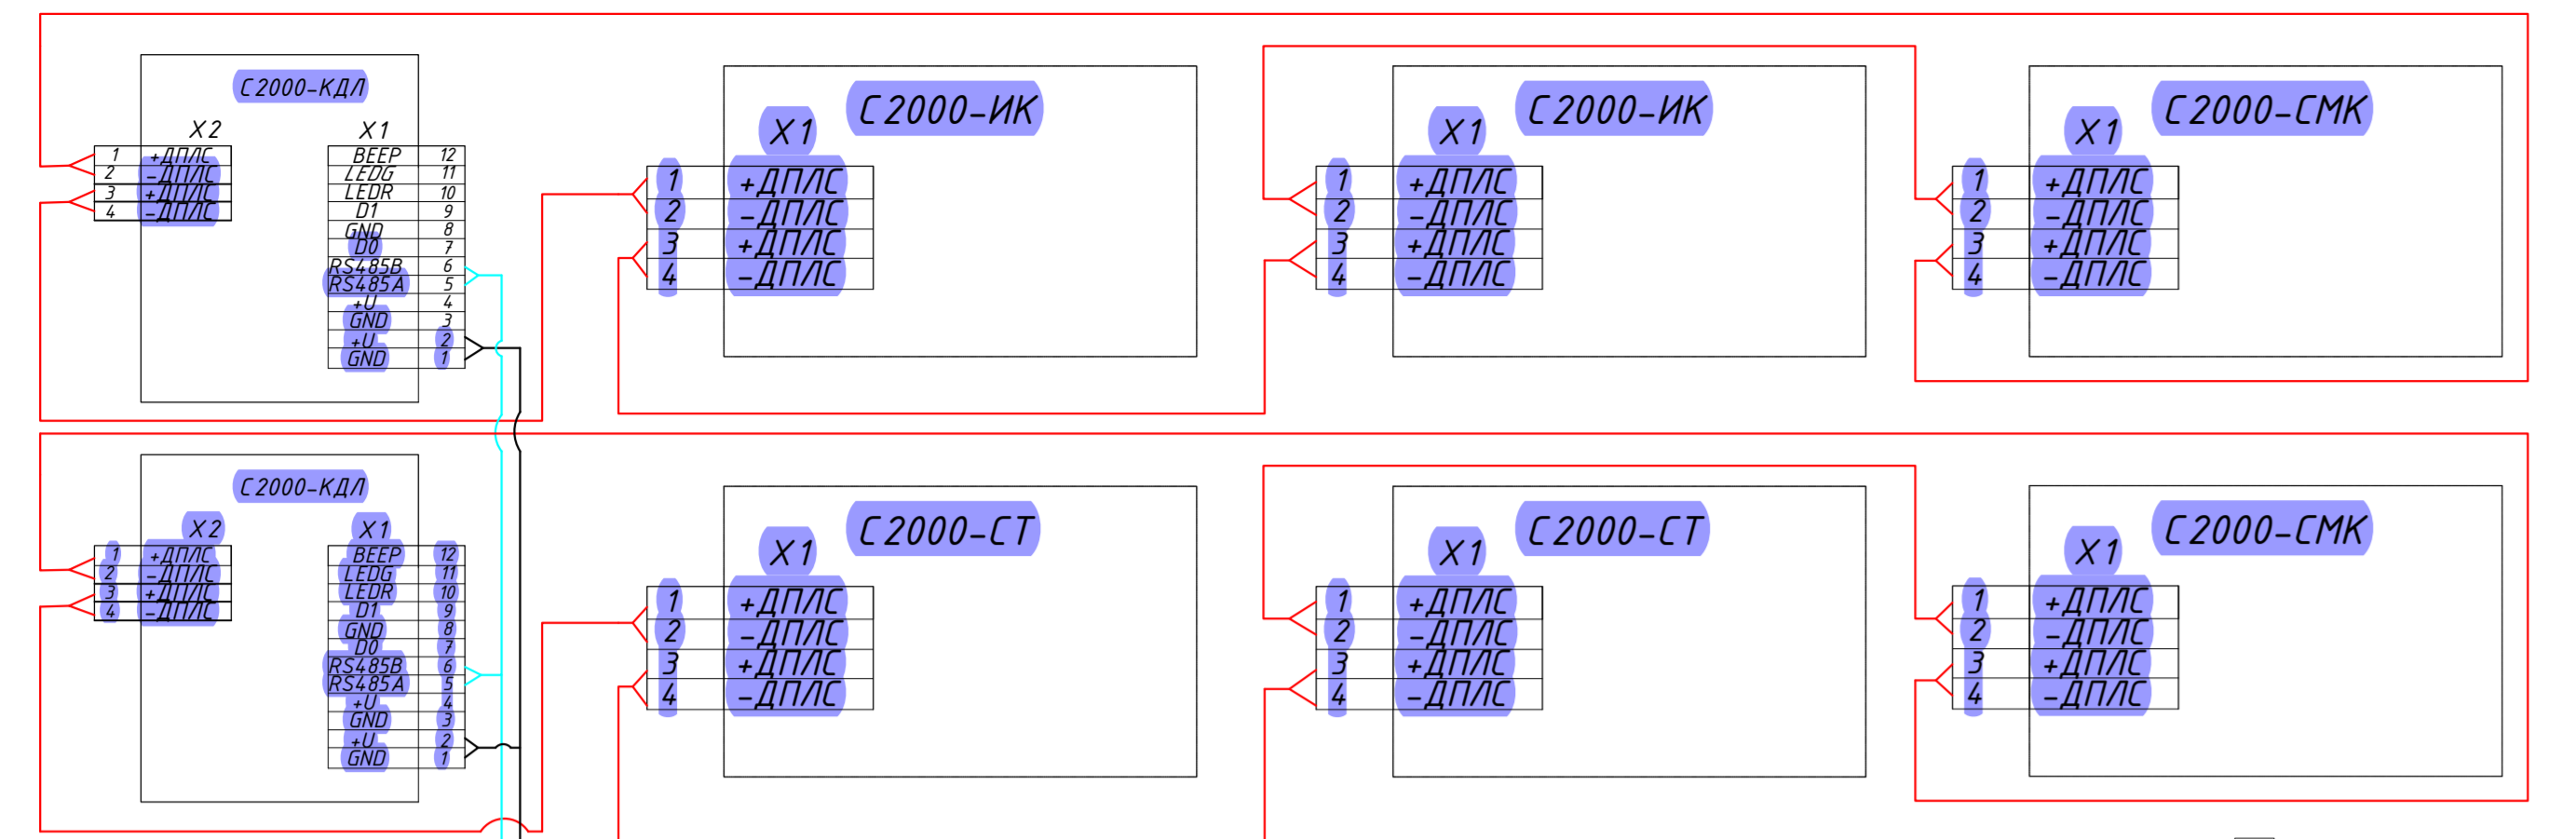 С2000-КДЛ
X2
1 +ДПЛС
2 -ДПЛС
3 +ДПЛС
4 -ДПЛС
X1
BEEP 12
LEDG 11
LEDR 10
D1 9
GND 8
D0 7
RS485B 6
RS485A 5
+U 4
GND 3
+U 2
GND 1
С2000-ИК
X1
1 +ДПЛС
2 -ДПЛС
3 +ДПЛС
4 -ДПЛС
С2000-ИК
X1
1 +ДПЛС
2 -ДПЛС
3 +ДПЛС
4 -ДПЛС
С2000-СМК
X1
1 +ДПЛС
2 -ДПЛС
3 +ДПЛС
4 -ДПЛС
С2000-КДЛ
X2
1 +ДПЛС
2 -ДПЛС
3 +ДПЛС
4 -ДПЛС
X1
BEEP 12
LEDG 11
LEDR 10
D1 9
GND 8
D0 7
RS485B 6
RS485A 5
+U 4
GND 3
+U 2
GND 1
С2000-СТ
X1
1 +ДПЛС
2 -ДПЛС
3 +ДПЛС
4 -ДПЛС
С2000-СТ
X1
1 +ДПЛС
2 -ДПЛС
3 +ДПЛС
4 -ДПЛС
С2000-СМК
X1
1 +ДПЛС
2 -ДПЛС
3 +ДПЛС
4 -ДПЛС